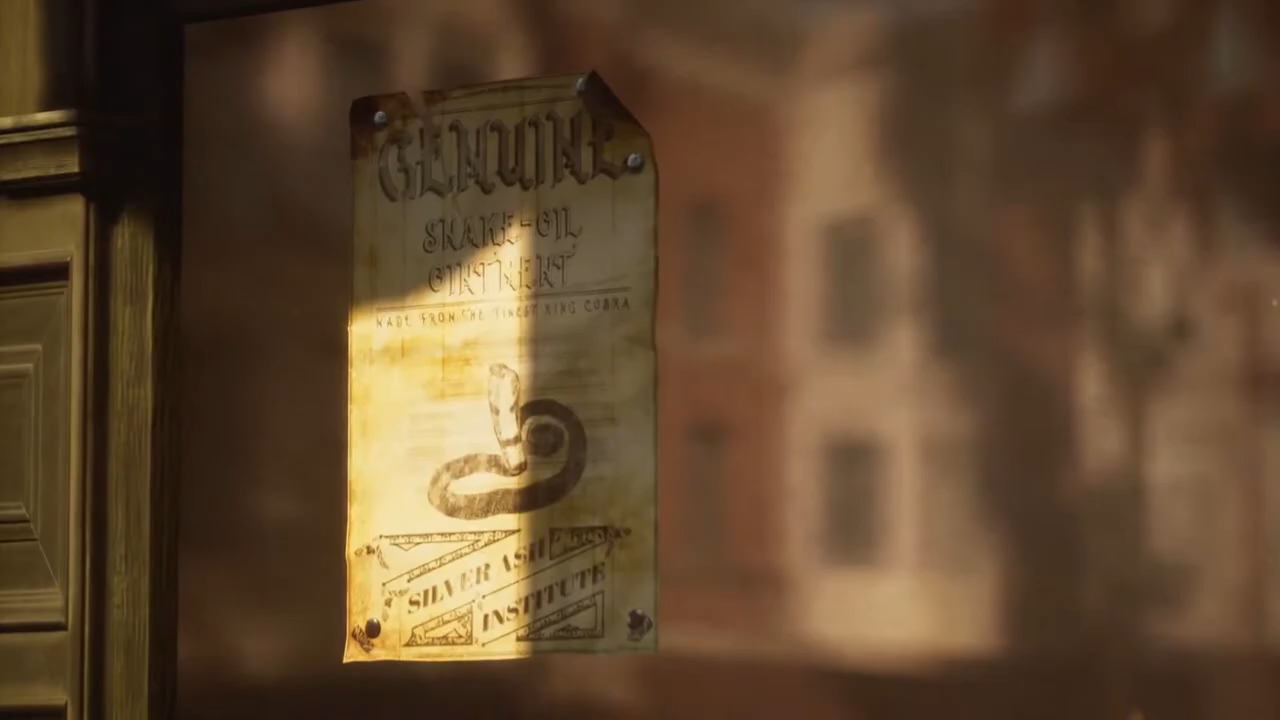 GENUINE
SNAKE-OIL
OINTMENT
MADE FROM THE FINEST KING COBRA
SILVER ASH
INSTITUTE